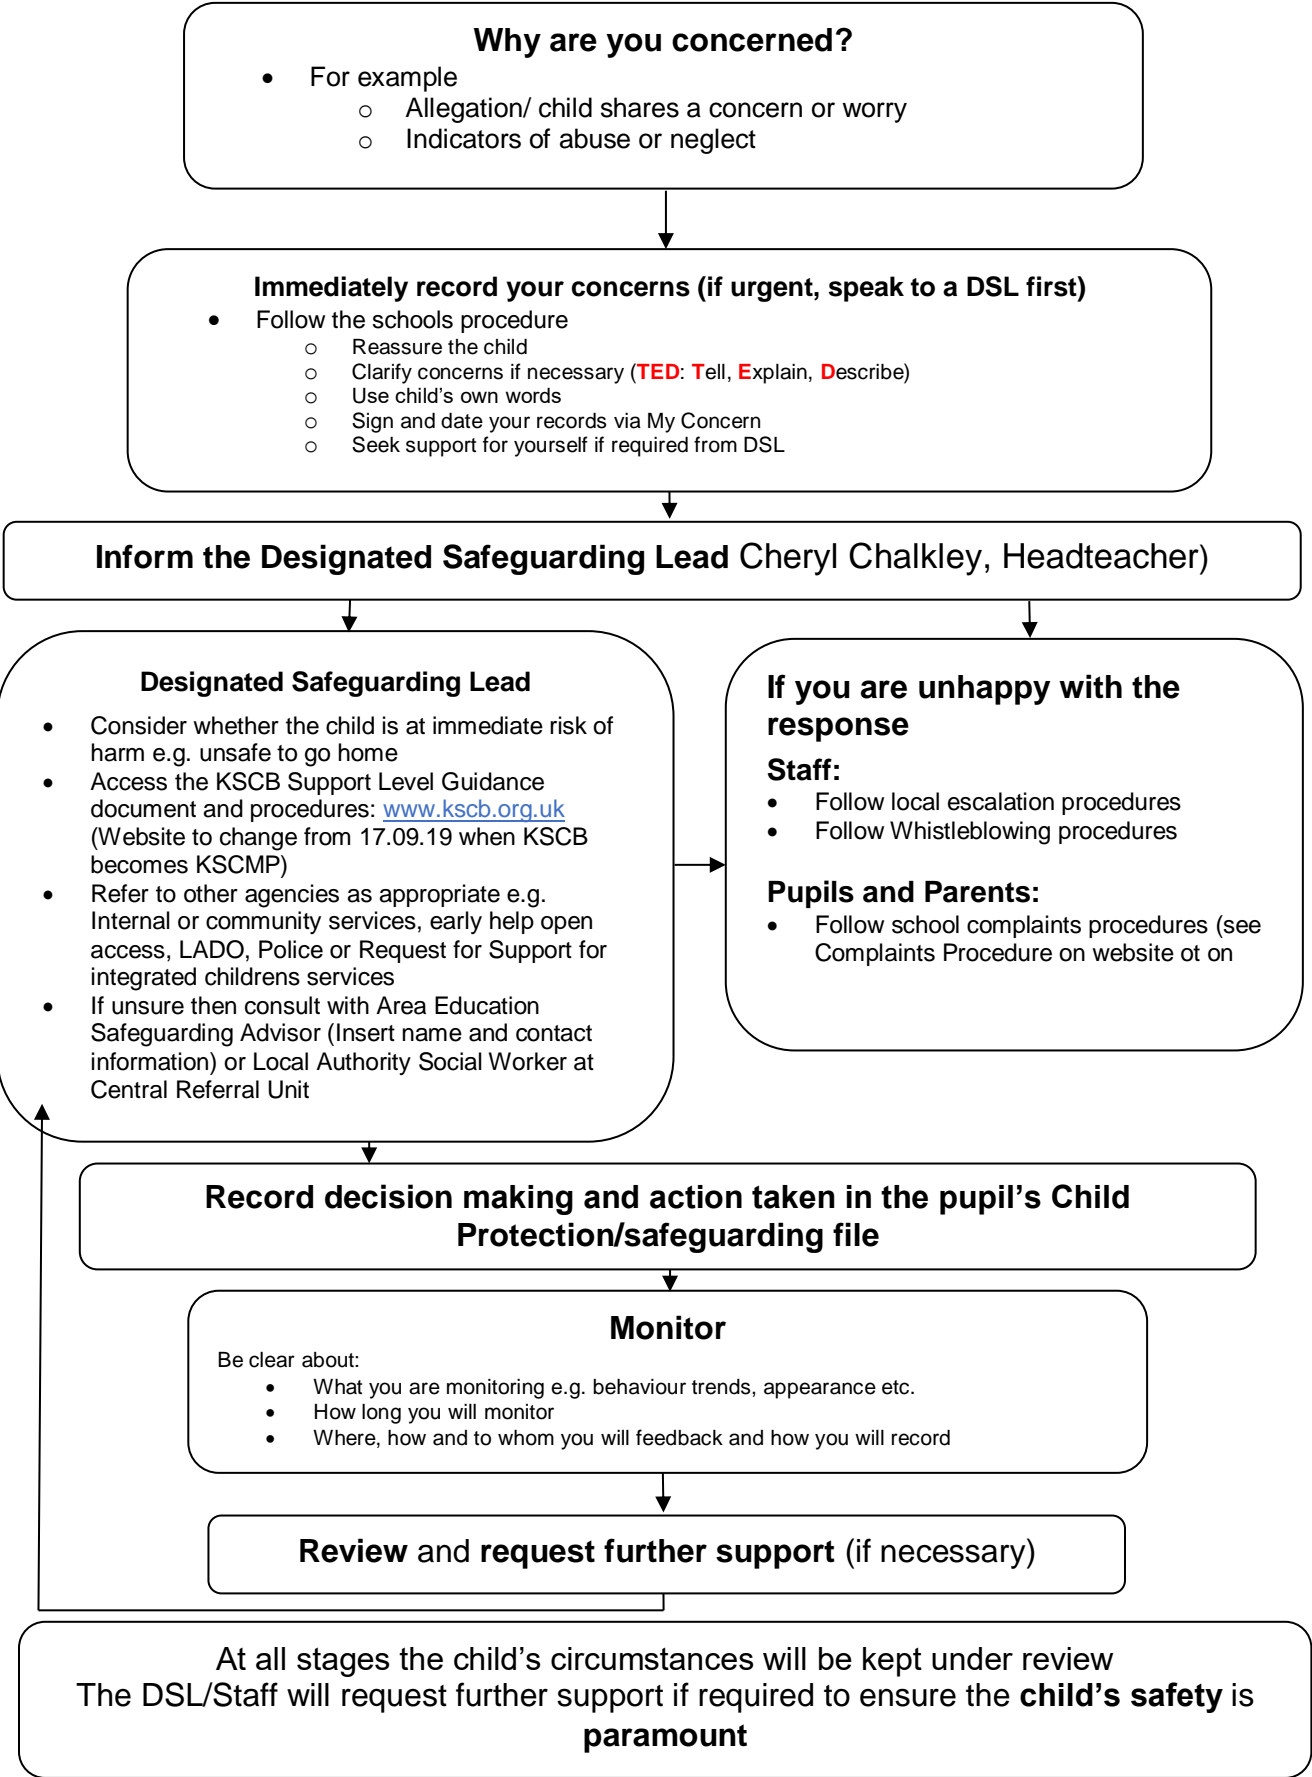 Why are you concerned?
• For example
o Allegation/ child shares a concern or worry
o Indicators of abuse or neglect
Immediately record your concerns (if urgent, speak to a DSL first)
• Follow the schools procedure
o Reassure the child
o Clarify concerns if necessary (TED: Tell, Explain, Describe)
o Use child’s own words
o Sign and date your records via My Concern
o Seek support for yourself if required from DSL
Inform the Designated Safeguarding Lead Cheryl Chalkley, Headteacher)
Designated Safeguarding Lead
• Consider whether the child is at immediate risk of
harm e.g. unsafe to go home
• Access the KSCB Support Level Guidance
document and procedures: www.kscb.org.uk
(Website to change from 17.09.19 when KSCB
becomes KSCMP)
• Refer to other agencies as appropriate e.g.
Internal or community services, early help open
access, LADO, Police or Request for Support for
integrated childrens services
• If unsure then consult with Area Education
Safeguarding Advisor (Insert name and contact
information) or Local Authority Social Worker at
Central Referral Unit
If you are unhappy with the
response
Staff:
• Follow local escalation procedures
• Follow Whistleblowing procedures
Pupils and Parents:
• Follow school complaints procedures (see
Complaints Procedure on website ot on
Record decision making and action taken in the pupil’s Child
Protection/safeguarding file
Monitor
Be clear about:
• What you are monitoring e.g. behaviour trends, appearance etc.
• How long you will monitor
• Where, how and to whom you will feedback and how you will record
Review and request further support (if necessary)
At all stages the child’s circumstances will be kept under review
The DSL/Staff will request further support if required to ensure the child’s safety is
paramount